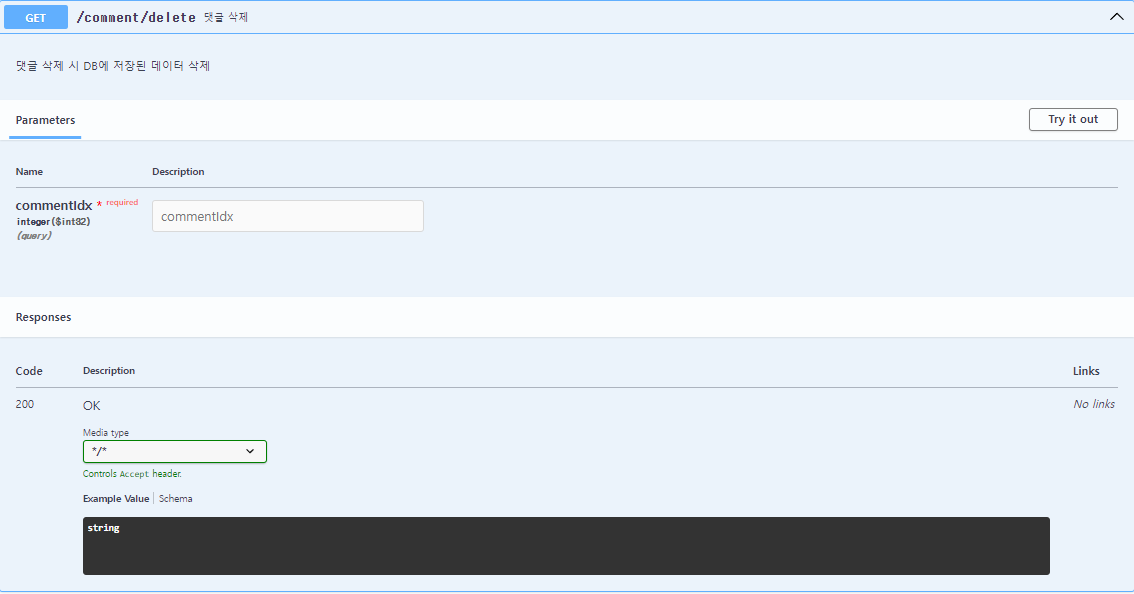 GET /comment/delete 댓글 삭제
댓글 삭제 시 DB에 저장된 데이터 삭제
Parameters Try it out
Name Description
commentIdx * required
integer($int32)
(query)
commentIdx
Responses
Code Description Links
200 OK No links
Media type
*/*
Controls Accept header.
Example Value Schema
string